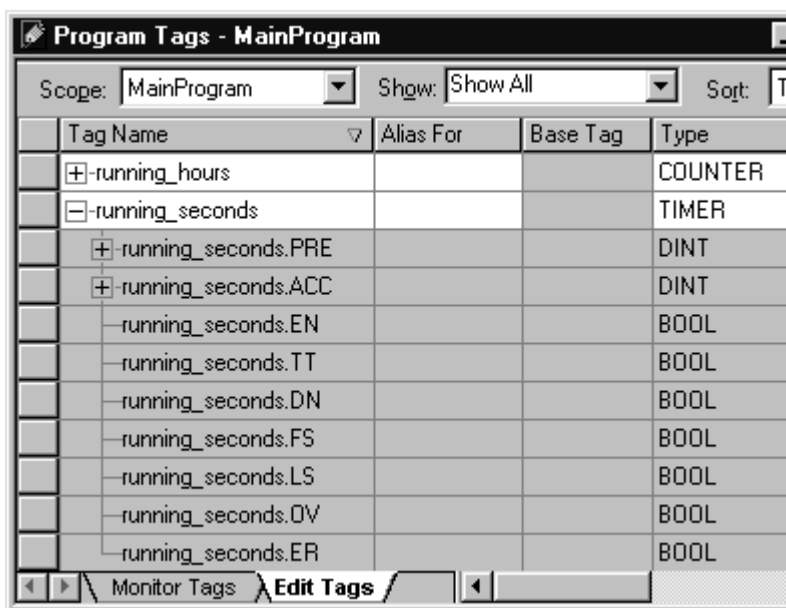 Program Tags - MainProgram
Scope: MainProgram Show: Show All Sort: T
Tag Name Alias For Base Tag Type
running_hours COUNTER
running_seconds TIMER
running_seconds.PRE DINT
running_seconds.ACC DINT
running_seconds.EN BOOL
running_seconds.TT BOOL
running_seconds.DN BOOL
running_seconds.FS BOOL
running_seconds.LS BOOL
running_seconds.OV BOOL
running_seconds.ER BOOL
Monitor Tags Edit Tags